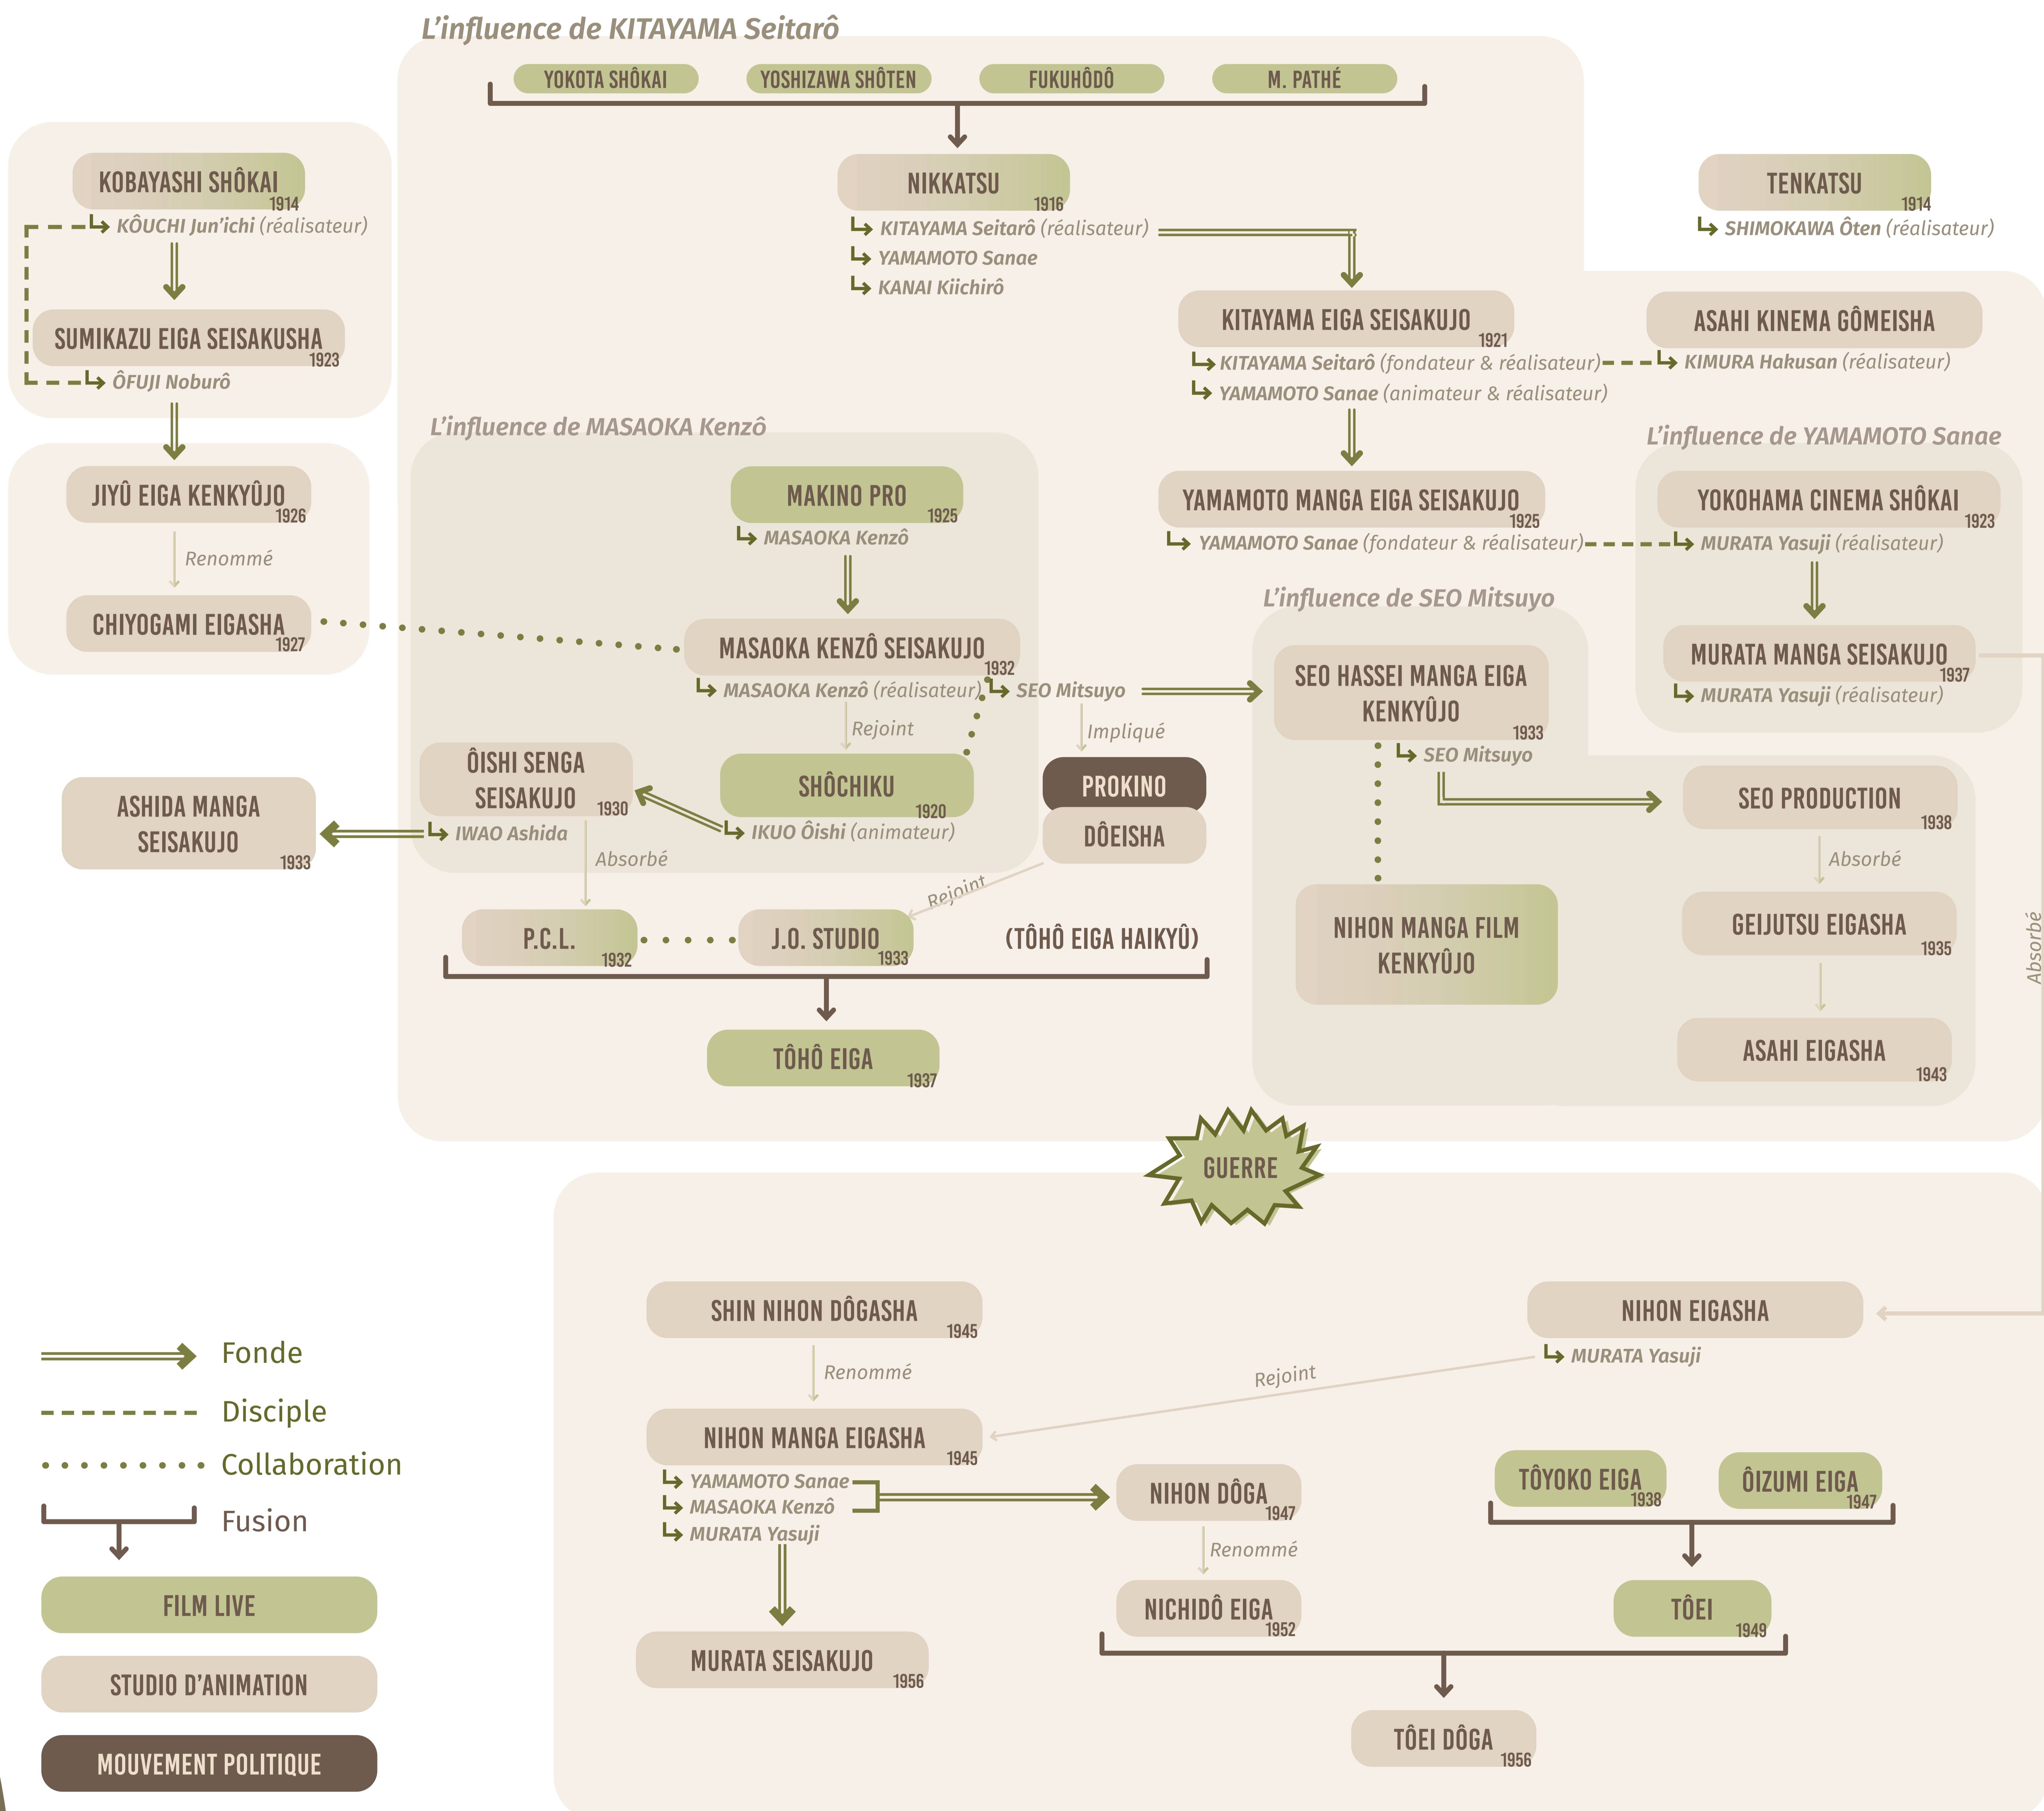 L'influence de KITAYAMA Seitarô
YOKOTA SHÔKAI
YOSHIZAWA SHÔTEN
FUKUHÔDÔ
M. PATHÉ
KOBAYASHI SHÔKAI
1914
KÔUCHI Jun'ichi (réalisateur)
NIKKATSU
1916
KITAYAMA Seitarô (réalisateur)
YAMAMOTO Sanae
KANAI Kiichirô
TENKATSU
1914
SHIMOKAWA Ôten (réalisateur)
SUMIKAZU EIGA SEISAKUSHA
1923
ÔFUJI Noburô
KITAYAMA EIGA SEISAKUJO
1921
KITAYAMA Seitarô (fondateur & réalisateur)
YAMAMOTO Sanae (animateur & réalisateur)
ASAHI KINEMA GÔMEISHA
KIMURA Hakusan (réalisateur)
L'influence de MASAOKA Kenzô
L'influence de YAMAMOTO Sanae
JIYÛ EIGA KENKYÛJO
1926
Renommé
CHIYOGAMI EIGASHA
1927
MAKINO PRO
1925
MASAOKA Kenzô
YAMAMOTO MANGA EIGA SEISAKUJO
1925
YAMAMOTO Sanae (fondateur & réalisateur)
YOKOHAMA CINEMA SHÔKAI
1923
MURATA Yasuji (réalisateur)
L'influence de SEO Mitsuyo
MASAOKA KENZÔ SEISAKUJO
1932
MASAOKA Kenzô (réalisateur)
SEO Mitsuyo
SEO HASSEI MANGA EIGA
KENKYÛJO
1933
SEO Mitsuyo
MURATA MANGA SEISAKUJO
1937
MURATA Yasuji (réalisateur)
Rejoint
Impliqué
ASHIDA MANGA
SEISAKUJO
1933
ÔISHI SENGA
SEISAKUJO
1930
IWAO Ashida
SHÔCHIKU
1920
IKUO Ôishi (animateur)
PROKINO
DÔEISHA
SEO PRODUCTION
1938
Absorbé
Absorbé
Rejoint
P.C.L.
1932
J.O. STUDIO
1933
(TÔHÔ EIGA HAIKYÛ)
NIHON MANGA FILM
KENKYÛJO
GEIJUTSU EIGASHA
1935
Absorbé
TÔHÔ EIGA
1937
ASAHI EIGASHA
1943
GUERRE
SHIN NIHON DÔGASHA
1945
Renommé
NIHON EIGASHA
MURATA Yasuji
Rejoint
NIHON MANGA EIGASHA
1945
YAMAMOTO Sanae
MASAOKA Kenzô
MURATA Yasuji
NIHON DÔGA
1947
Renommé
NICHIDÔ EIGA
1952
TÔYOKO EIGA
1938
ÔIZUMI EIGA
1947
TÔEI
1949
MURATA SEISAKUJO
1956
TÔEI DÔGA
1956
Fonde
Disciple
Collaboration
Fusion
FILM LIVE
STUDIO D'ANIMATION
MOUVEMENT POLITIQUE